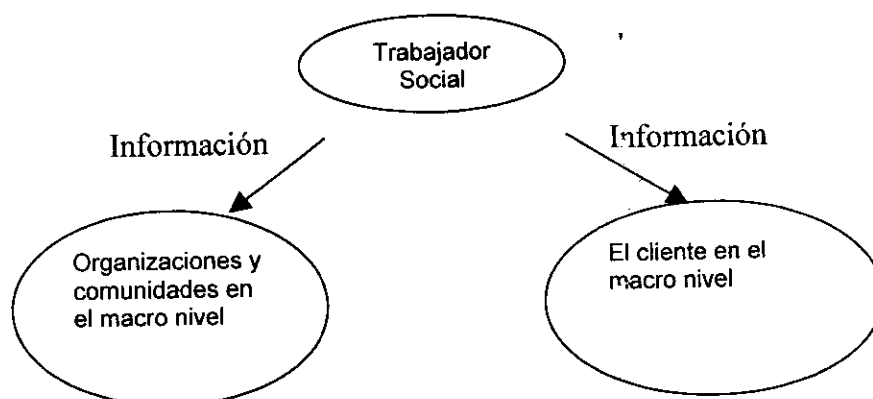 Trabajador
Social
Información
Información
Organizaciones y
comunidades en
el macro nivel
El cliente en el
macro nivel